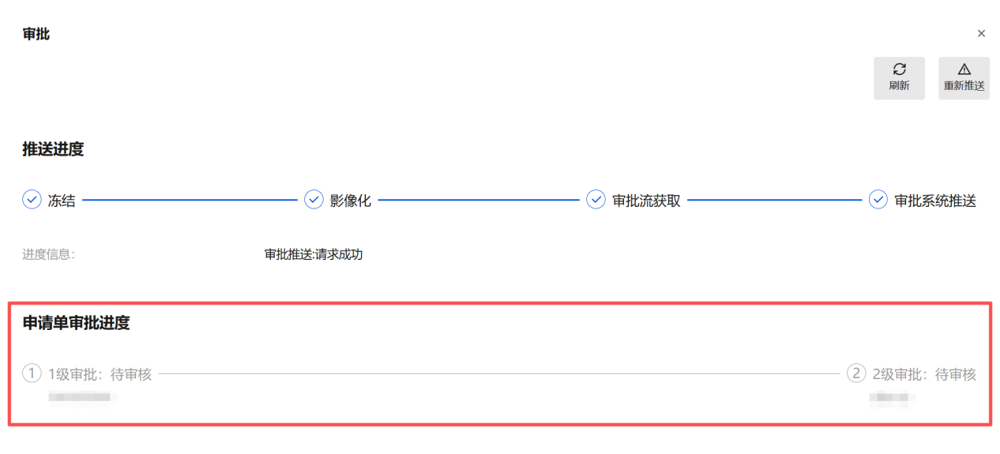 审批
刷新
重新推送
推送进度
冻结
影像化
审批流获取
审批系统推送
进度信息：
审批推送:请求成功
申请单审批进度
1 1级审批：待审核
2 2级审批：待审核